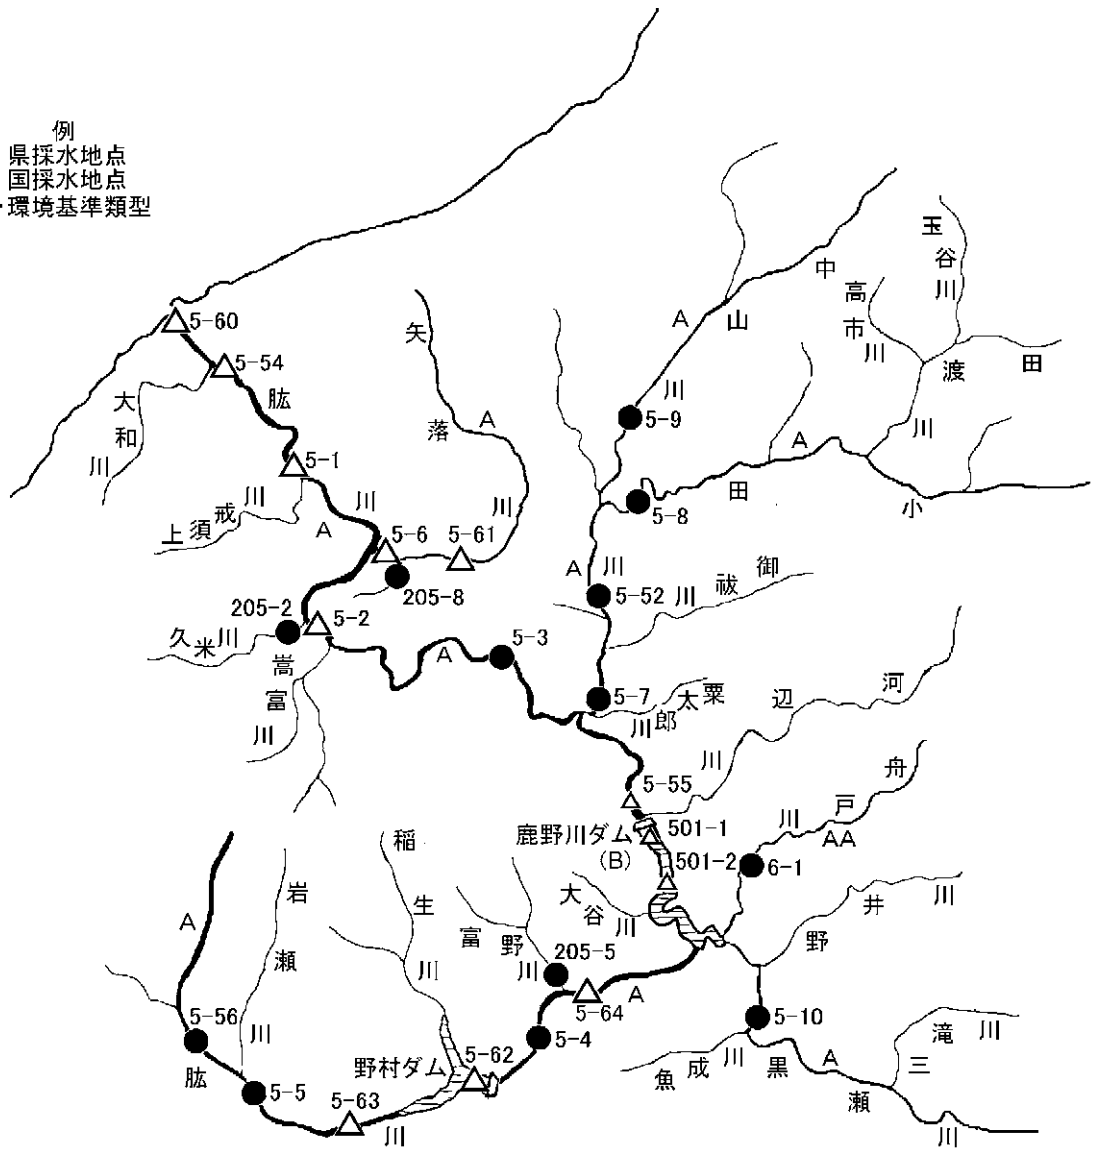 例
県採水地点
国採水地点
環境基準類型
玉谷川
中山川
A
高市川
田渡川
5-60
5-54
矢落川
A
大和川
肱川
A
5-9
5-1
A
小田川
5-8
上須戒川
5-6
5-61
205-8
A
5-52
御祓川
205-2
5-2
久米川
嵩富川
A
5-3
5-7
粟太郎川
河辺川
5-55
鹿野川ダム
(B)
501-1
501-2
舟戸川
AA
6-1
稲生川
大谷川
野井川
岩瀬川
A
富野川
205-5
A
5-64
5-4
5-10
5-56
肱川
野村ダム
5-62
三滝川
魚成川
黒瀬川
A
5-5
5-63